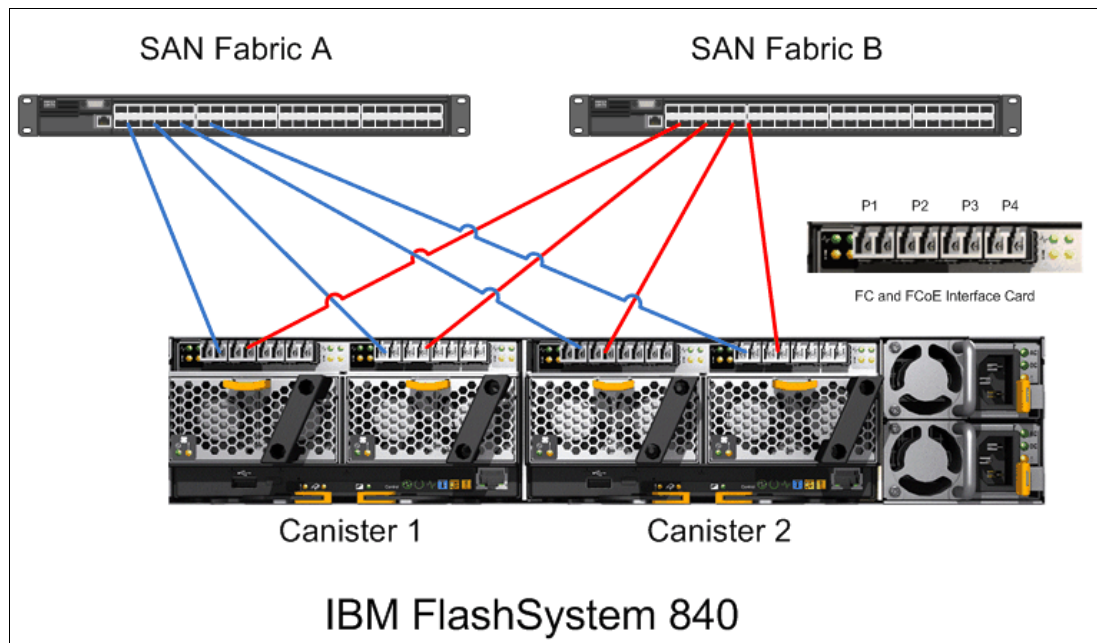 SAN Fabric A
SAN Fabric B
P1 P2 P3 P4
FC and FCoE Interface Card
Canister 1
Canister 2
IBM FlashSystem 840